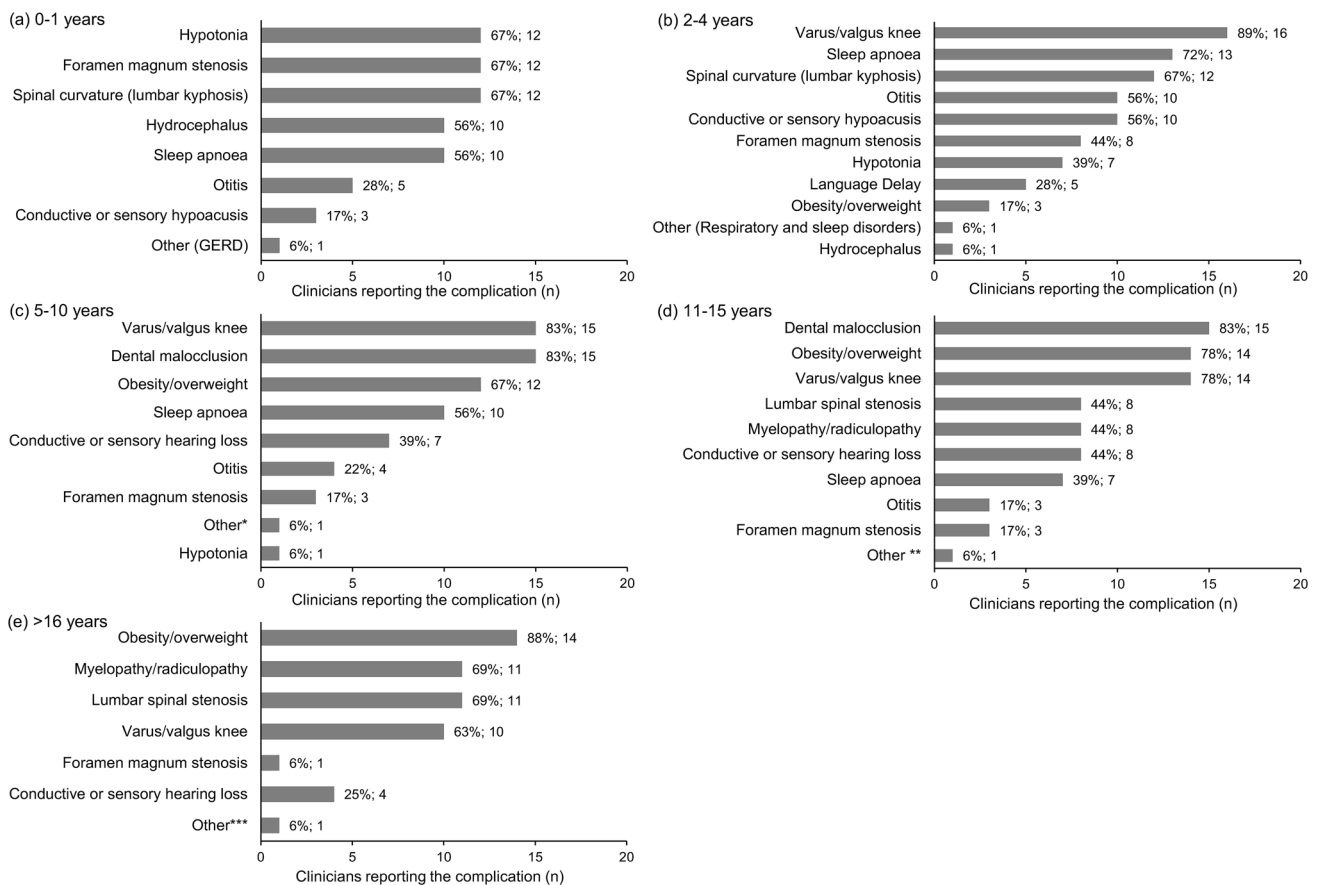 (a) 0-1 years
Hypotonia 67%; 12
Foramen magnum stenosis 67%; 12
Spinal curvature (lumbar kyphosis) 67%; 12
Hydrocephalus 56%; 10
Sleep apnoea 56%; 10
Otitis 28%; 5
Conductive or sensory hypoacusis 17%; 3
Other (GERD) 6%; 1
0 5 10 15 20
Clinicians reporting the complication (n)
(b) 2-4 years
Varus/valgus knee 89%; 16
Sleep apnoea 72%; 13
Spinal curvature (lumbar kyphosis) 67%; 12
Otitis 56%; 10
Conductive or sensory hypoacusis 56%; 10
Foramen magnum stenosis 44%; 8
Hypotonia 39%; 7
Language Delay 28%; 5
Obesity/overweight 17%; 3
Other (Respiratory and sleep disorders) 6%; 1
Hydrocephalus 6%; 1
0 5 10 15 20
Clinicians reporting the complication (n)
(c) 5-10 years
Varus/valgus knee 83%; 15
Dental malocclusion 83%; 15
Obesity/overweight 67%; 12
Sleep apnoea 56%; 10
Conductive or sensory hearing loss 39%; 7
Otitis 22%; 4
Foramen magnum stenosis 17%; 3
Other* 6%; 1
Hypotonia 6%; 1
0 5 10 15 20
Clinicians reporting the complication (n)
(d) 11-15 years
Dental malocclusion 83%; 15
Obesity/overweight 78%; 14
Varus/valgus knee 78%; 14
Lumbar spinal stenosis 44%; 8
Myelopathy/radiculopathy 44%; 8
Conductive or sensory hearing loss 44%; 8
Sleep apnoea 39%; 7
Otitis 17%; 3
Foramen magnum stenosis 17%; 3
Other ** 6%; 1
0 5 10 15 20
Clinicians reporting the complication (n)
(e) >16 years
Obesity/overweight 88%; 14
Myelopathy/radiculopathy 69%; 11
Lumbar spinal stenosis 69%; 11
Varus/valgus knee 63%; 10
Foramen magnum stenosis 6%; 1
Conductive or sensory hearing loss 25%; 4
Other*** 6%; 1
0 5 10 15 20
Clinicians reporting the complication (n)